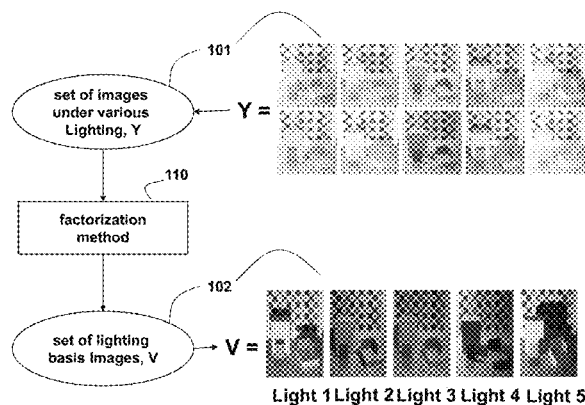 101
set of images
under various
Lighting, Y
Y =
110
factorization
method
102
set of lighting
basis Images, V
V =
Light 1 Light 2 Light 3 Light 4 Light 5